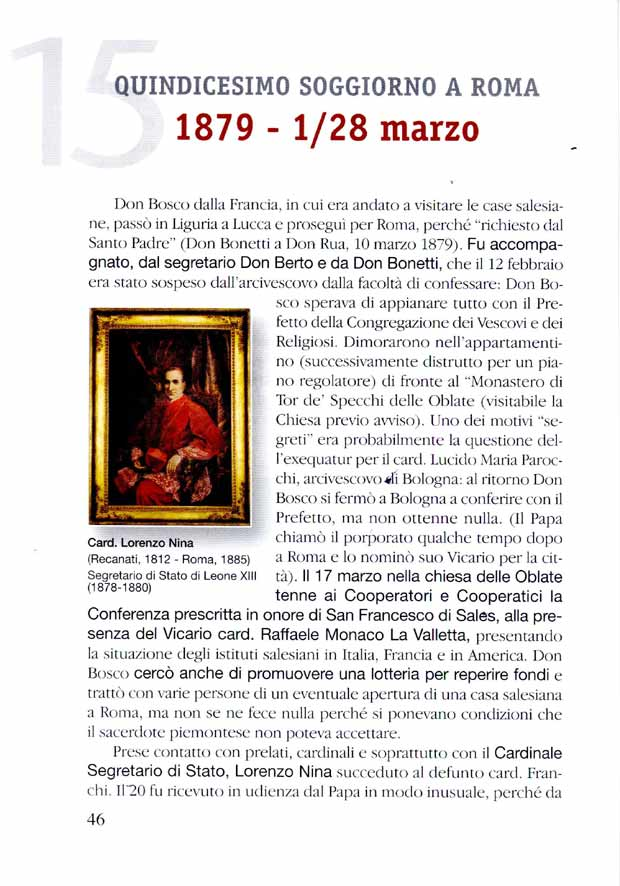 15
QUINDICESIMO SOGGIORNO A ROMA
1879 - 1/28 marzo
Don Bosco dalla Francia, in cui era andato a visitare le case salesia-
ne, passò in Liguria a Lucca e proseguì per Roma, perché “richiesto dal
Santo Padre” (Don Bonetti a Don Rua, 10 marzo 1879). Fu accompa-
gnato, dal segretario Don Berto e da Don Bonetti, che il 12 febbraio
era stato sospeso dall'arcivescovo dalla facoltà di confessare: Don Bo-
sco sperava di appianare tutto con il Pre-
fetto della Congregazione dei Vescovi e dei
Religiosi. Dimorarono nell'appartamenti-
no (successivamente distrutto per un pia-
no regolatore) di fronte al “Monastero di
Tor de' Specchi delle Oblate (visitabile la
Chiesa previo avviso). Uno dei motivi “se-
greti” era probabilmente la questione del-
l'exequatur per il card. Lucido Maria Paroc-
chi, arcivescovo di Bologna: al ritorno Don
Bosco si fermò a Bologna a conferire con il
Prefetto, ma non ottenne nulla. (Il Papa
chiamò il porporato qualche tempo dopo
a Roma e lo nominò suo Vicario per la cit-
tà). Il 17 marzo nella chiesa delle Oblate
tenne ai Cooperatori e Cooperatici la
Card. Lorenzo Nina
(Recanati, 1812 - Roma, 1885)
Segretario di Stato di Leone XIII
(1878-1880)
Conferenza prescritta in onore di San Francesco di Sales, alla pre-
senza del Vicario card. Raffaele Monaco La Valletta, presentando
la situazione degli istituti salesiani in Italia, Francia e in America. Don
Bosco cercò anche di promuovere una lotteria per reperire fondi e
trattò con varie persone di un eventuale apertura di una casa salesiana
a Roma, ma non se ne fece nulla perché si ponevano condizioni che
il sacerdote piemontese non poteva accettare.
Prese contatto con prelati, cardinali e soprattutto con il Cardinale
Segretario di Stato, Lorenzo Nina succeduto al defunto card. Fran-
chi. Il 20 fu ricevuto in udienza dal Papa in modo inusuale, perché da
46